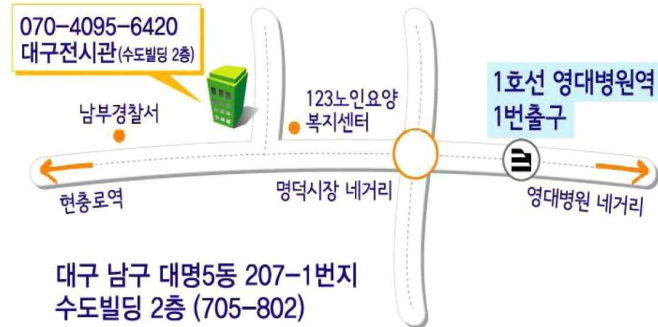 070-4095-6420
대구전시관(수도빌딩 2층)
남부경찰서
123노인요양
복지센터
1호선 영대병원역
1번출구
현충로역
명덕시장 네거리
영대병원 네거리
대구 남구 대명5동 207-1번지
수도빌딩 2층 (705-802)